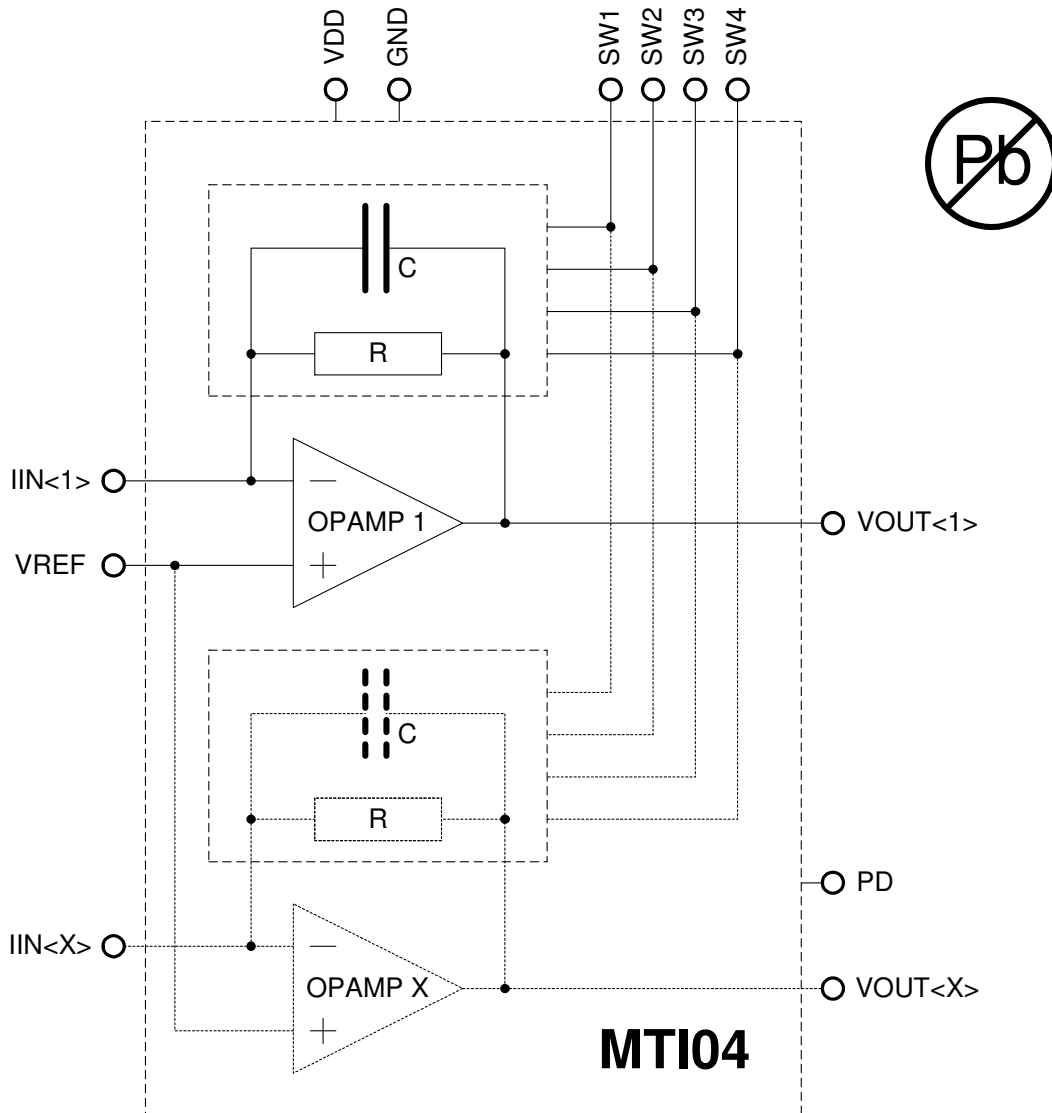 VDD
GND
SW1
SW2
SW3
SW4
Pb
C
R
IIN<1>
OPAMP 1
VOUT<1>
VREF
C
R
PD
IIN<X>
OPAMP X
VOUT<X>
MTI04